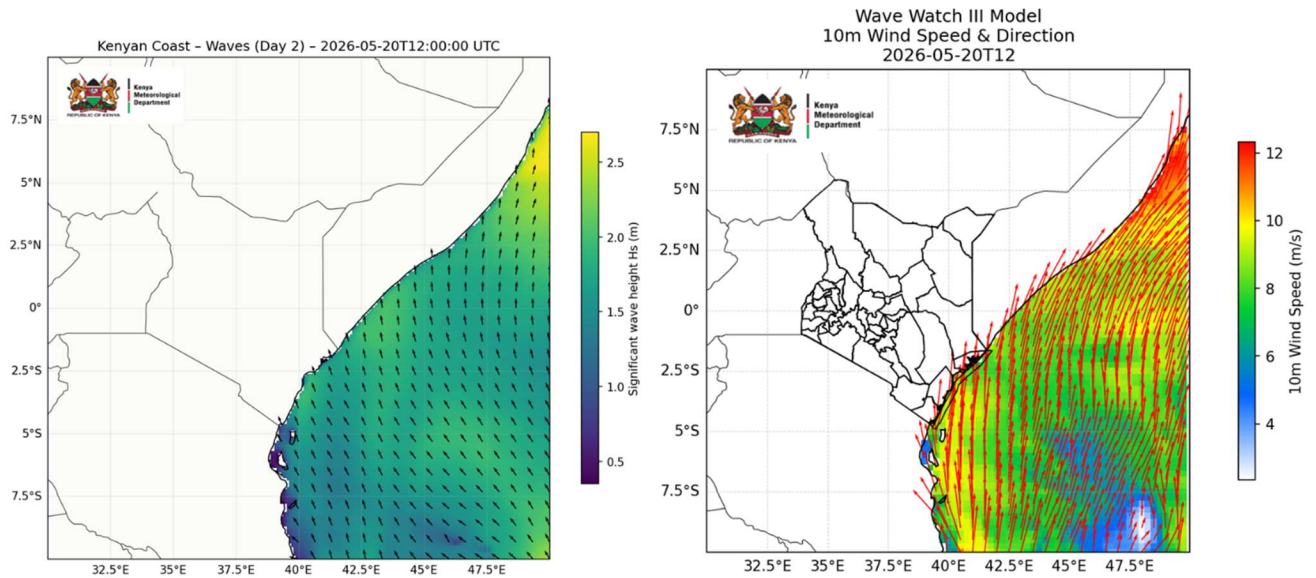 Kenyan Coast – Waves (Day 2) – 2026-05-20T12:00:00 UTC
Kenya
Meteorological
Department
REPUBLIC OF KENYA
7.5°N
5°N
2.5°N
0°
2.5°S
5°S
7.5°S
32.5°E
35°E
37.5°E
40°E
42.5°E
45°E
47.5°E
2.5
2.0
1.5
1.0
0.5
Significant wave height Hs (m)
Wave Watch III Model
10m Wind Speed & Direction
2026-05-20T12
Kenya
Meteorological
Department
REPUBLIC OF KENYA
7.5°N
5°N
2.5°N
0°
2.5°S
5°S
7.5°S
32.5°E
35°E
37.5°E
40°E
42.5°E
45°E
47.5°E
12
10
8
6
4
10m Wind Speed (m/s)